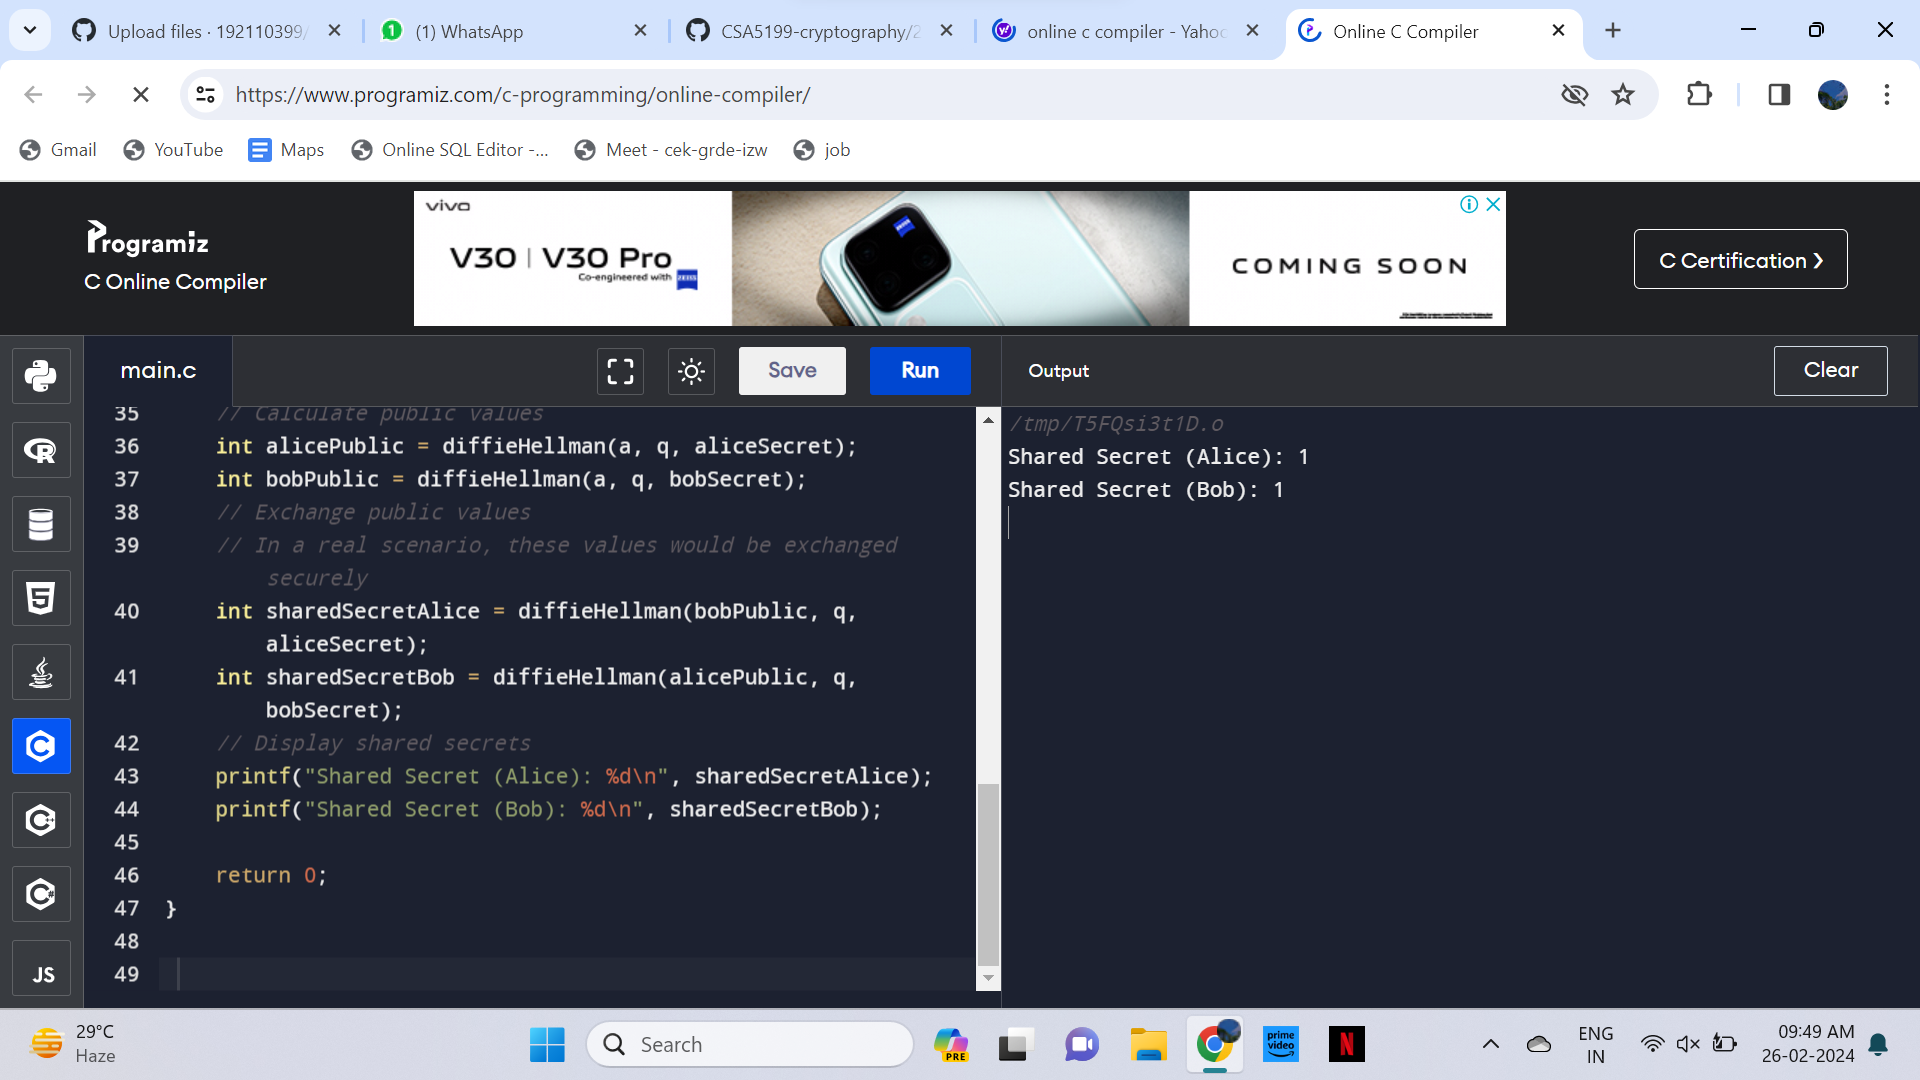 Upload files · 192110399/
(1) WhatsApp
CSA5199-cryptography/2
online c compiler - Yahoo
Online C Compiler
https://www.programiz.com/c-programming/online-compiler/
Gmail
YouTube
Maps
Online SQL Editor -...
Meet - cek-grde-izw
job
Programiz
C Online Compiler
vivo
V30 | V30 Pro
Co-engineered with ZEISS
COMING SOON
C Certification ❯
main.c
Save
Run
Output
Clear
35 // Calculate public values
36 int alicePublic = diffieHellman(a, q, aliceSecret);
37 int bobPublic = diffieHellman(a, q, bobSecret);
38 // Exchange public values
39 // In a real scenario, these values would be exchanged
securely
40 int sharedSecretAlice = diffieHellman(bobPublic, q,
aliceSecret);
41 int sharedSecretBob = diffieHellman(alicePublic, q,
bobSecret);
42 // Display shared secrets
43 printf("Shared Secret (Alice): %d\n", sharedSecretAlice);
44 printf("Shared Secret (Bob): %d\n", sharedSecretBob);
45
46 return 0;
47 }
48
49
/tmp/T5FQsi3t1D.o
Shared Secret (Alice): 1
Shared Secret (Bob): 1
JS
29°C
Haze
Search
PRE
prime
video
N
ENG
IN
09:49 AM
26-02-2024